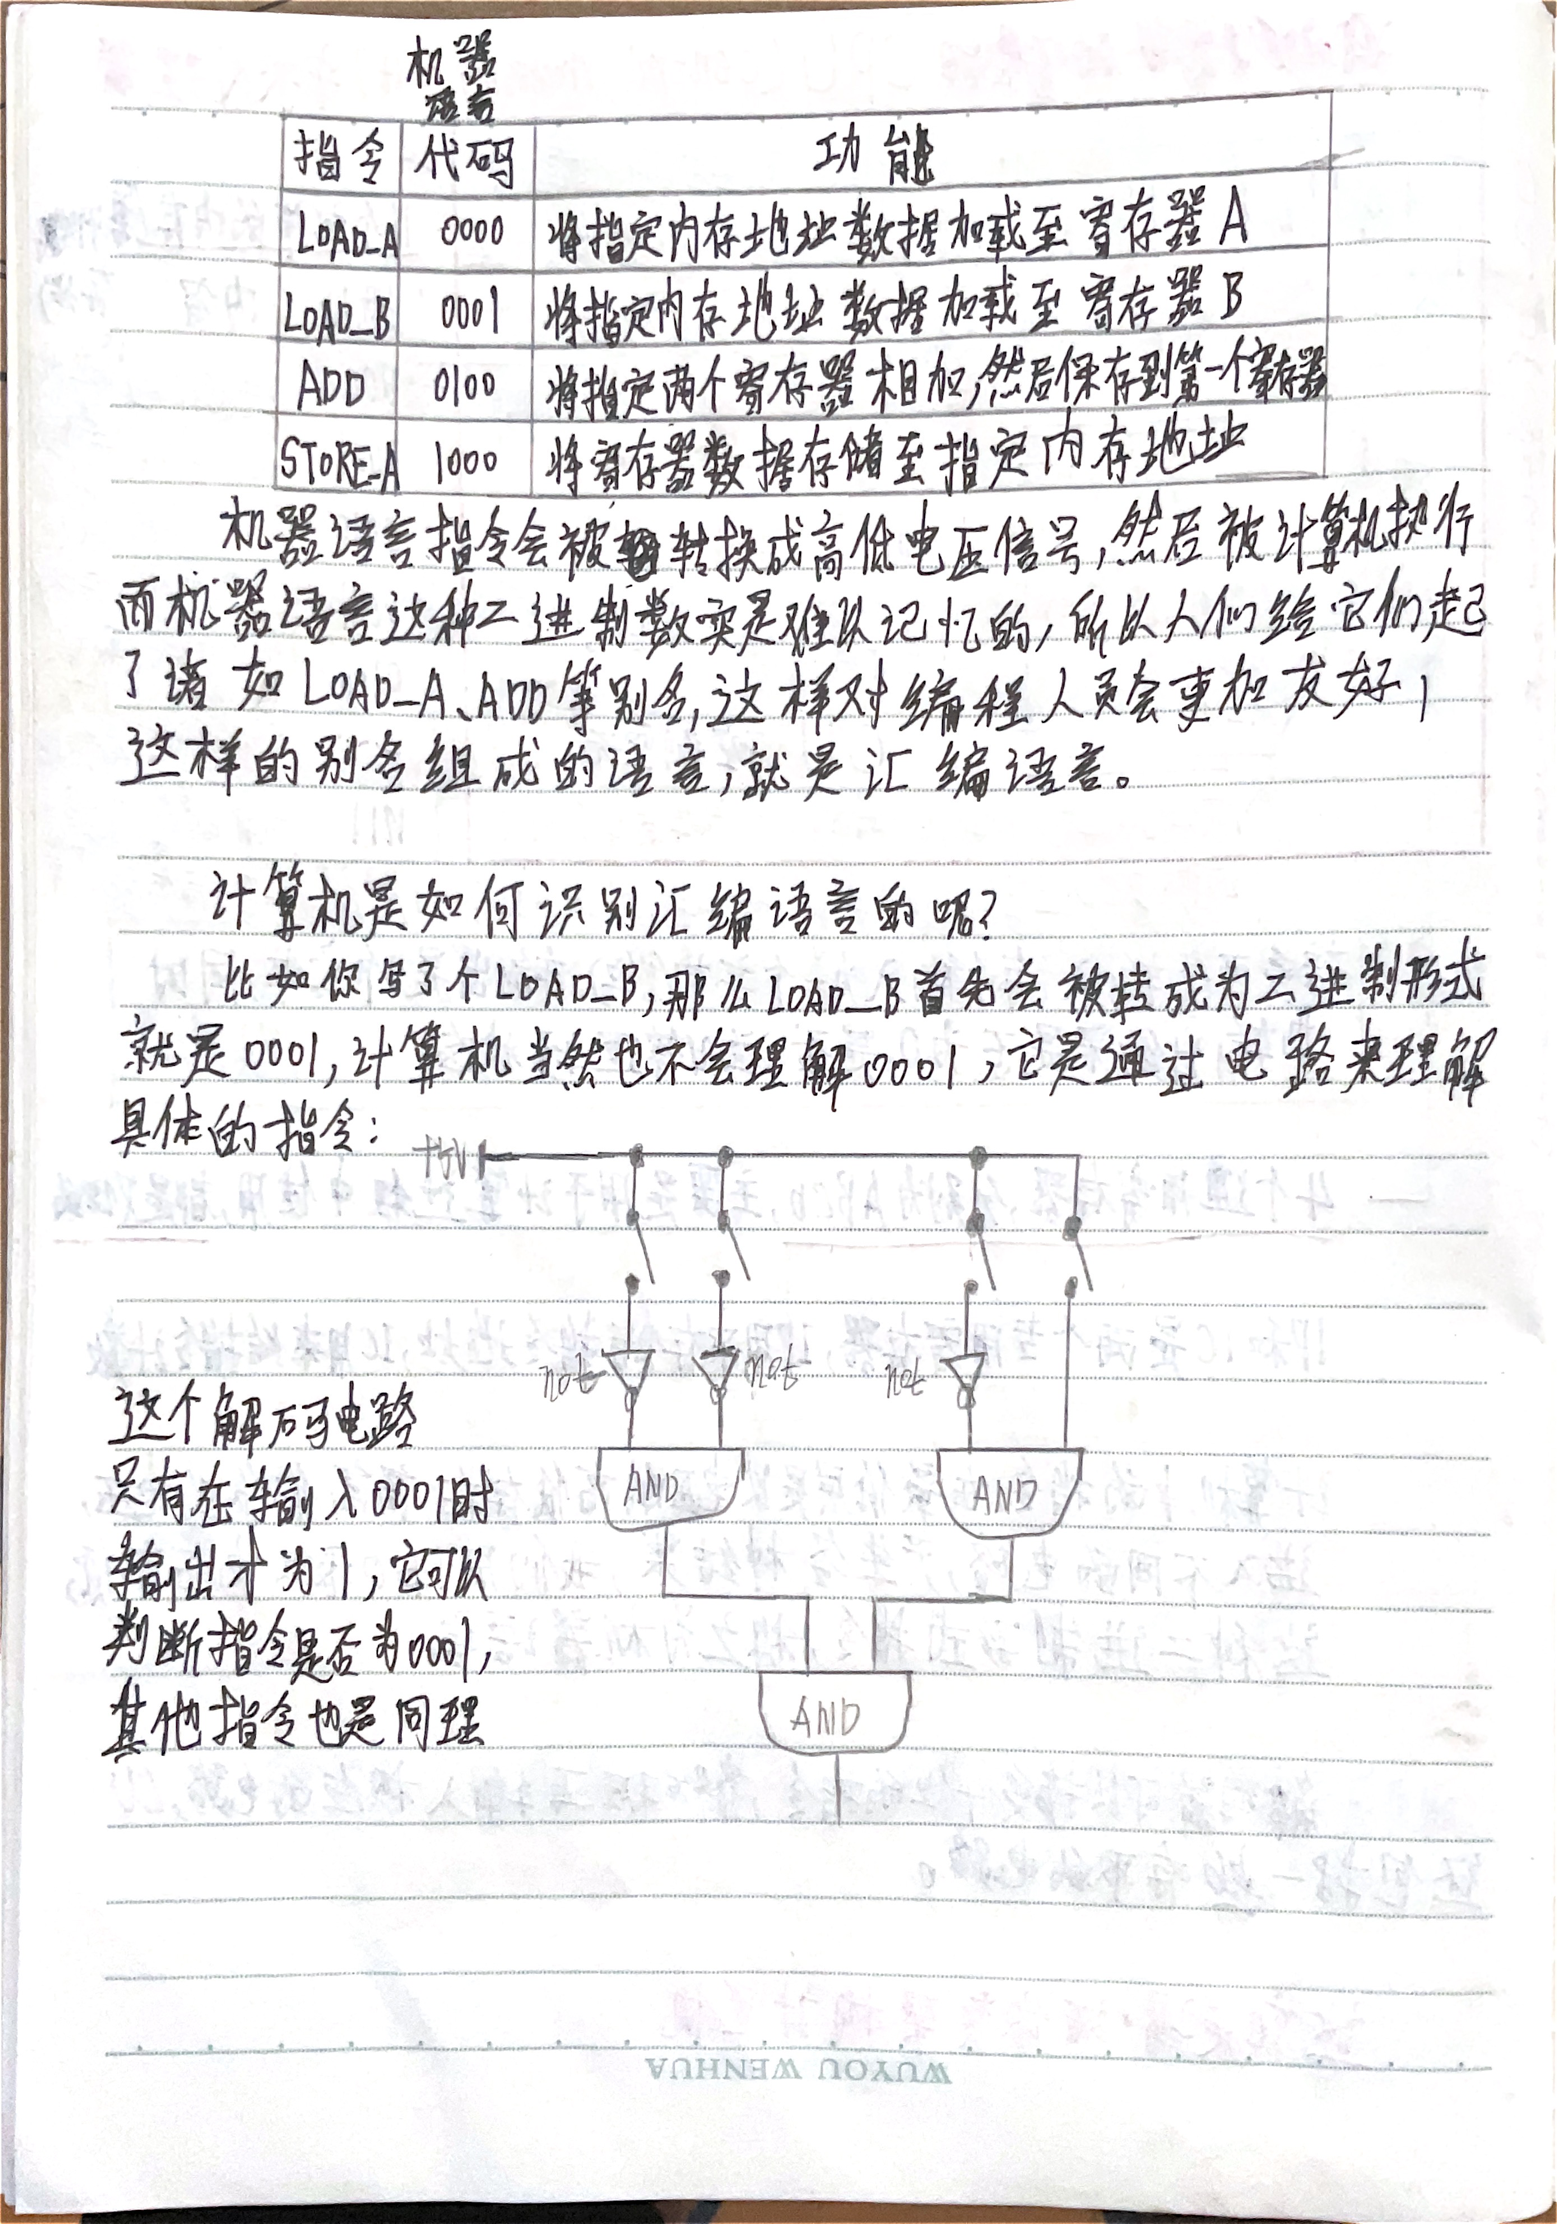 机器
语言
指令 代码 功能
LOAD_A 0000 将指定内存地址数据加载至寄存器A
LOAD_B 0001 将指定内存地址数据加载至寄存器B
ADD 0100 将指定两个寄存器相加,然后保存到第一个寄存器
STORE_A 1000 将寄存器数据存储至指定内存地址
机器语言指令会被转换成高低电压信号,然后被计算机执行
而机器语言这种二进制数实是难以记忆的,所以人们给它们起
了诸如LOAD_A、ADD等别名,这样对编程人员会更加友好,
这样的别名组成的语言,就是汇编语言。
计算机是如何识别汇编语言的呢?
比如你写了个LOAD_B,那么LOAD_B首先会被转成为二进制形式
就是0001,计算机当然也不会理解0001,它是通过电路来理解
具体的指令:
+5V
not not not
这个解码电路
AND AND
只有在输入0001时
输出才为1,它可以
判断指令是否为0001,
AND
其他指令也是同理
WUYOU WENHUA